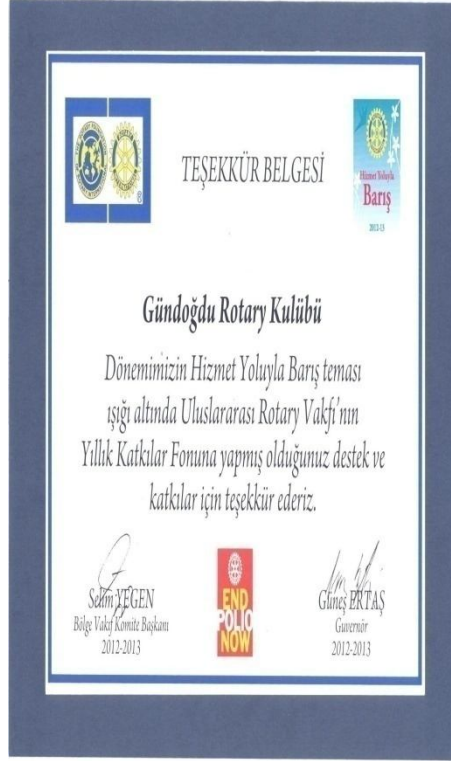 TEŞEKKÜR BELGESİ
Hizmet Yoluyla
Barış
2012-13
Gündoğdu Rotary Kulübü
Dönemimizin Hizmet Yoluyla Barış teması
ışığı altında Uluslararası Rotary Vakfı'nın
Yıllık Katkılar Fonuna yapmış olduğunuz destek ve
katkılar için teşekkür ederiz.
Selim YEGEN
Bölge Vakıf Komite Başkanı
2012-2013
END
POLIO
NOW
Güneş ERTAŞ
Guvernör
2012-2013